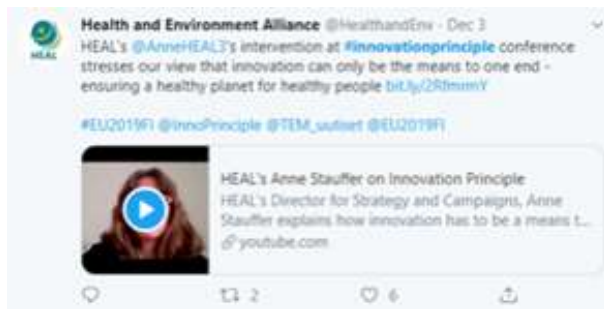 Health and Environment Alliance @HealthandEnv · Dec 3
HEAL's @AnneHEAL3's intervention at #innovationprinciple conference
stresses our view that innovation can only be the means to one end -
ensuring a healthy planet for healthy people bit.ly/2RfmmmY
#EU2019FI @InnoPrinciple @TEM_uutiset @EU2019FI
HEAL
HEAL's Anne Stauffer on Innovation Principle
HEAL's Director for Strategy and Campaigns, Anne
Stauffer explains how innovation has to be a means t...
youtube.com
2 6